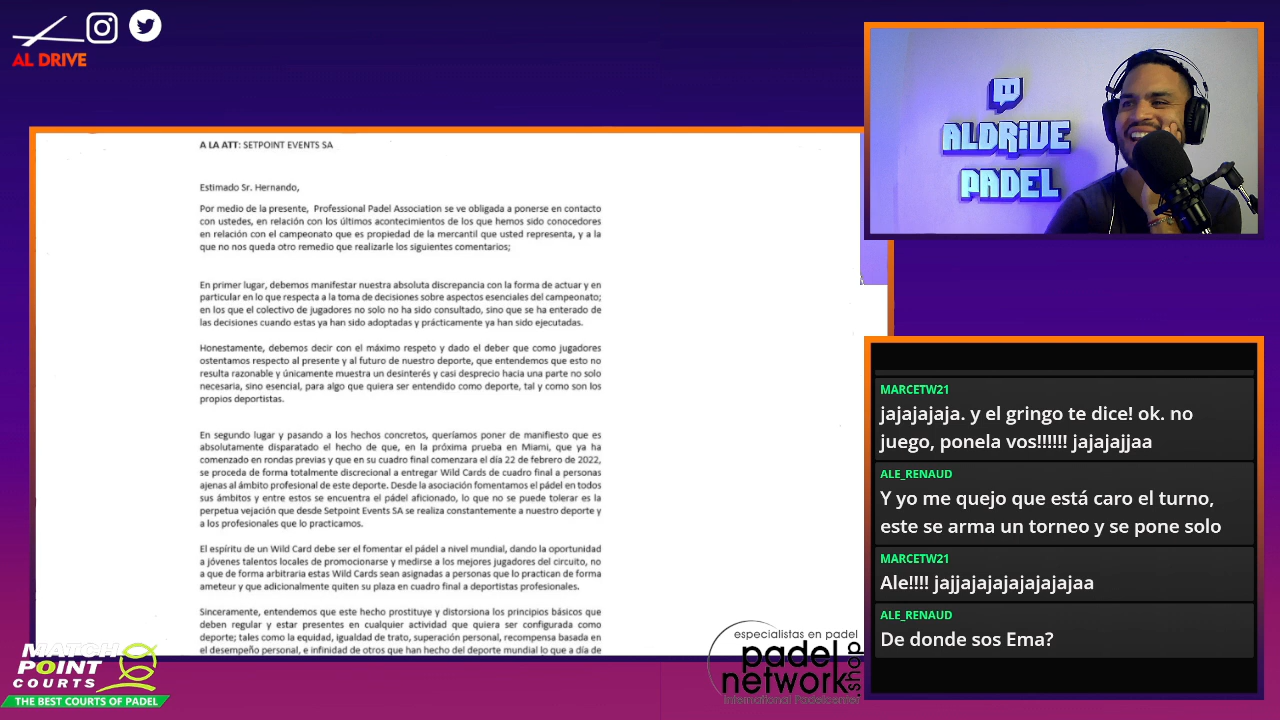 AL DRIVE
A LA ATT: SETPOINT EVENTS SA
Estimado Sr. Hernando,
Por medio de la presente, Professional Padel Association se ve obligada a ponerse en contacto
con ustedes, en relación con los últimos acontecimientos de los que hemos sido conocedores
en relación con el campeonato que es propiedad de la mercantil que usted representa, y a la
que no nos queda otro remedio que realizarle los siguientes comentarios;
En primer lugar, debemos manifestar nuestra absoluta discrepancia con la forma de actuar y en
particular en lo que respecta a la toma de decisiones sobre aspectos esenciales del campeonato;
en los que el colectivo de jugadores no solo no ha sido consultado, sino que se ha enterado de
las decisiones cuando estas ya han sido adoptadas y prácticamente ya han sido ejecutadas.
Honestamente, debemos decir con el máximo respeto y dado el deber que como jugadores
ostentamos respecto al presente y al futuro de nuestro deporte, que entendemos que esto no
resulta razonable y únicamente muestra un desinterés y casi desprecio hacia una parte no solo
necesaria, sino esencial, para algo que quiera ser entendido como deporte, tal y como son los
propios deportistas.
En segundo lugar y pasando a los hechos concretos, queríamos poner de manifiesto que es
absolutamente disparatado el hecho de que, en la próxima prueba en Miami, que ya ha
comenzado en rondas previas y que en su cuadro final comenzara el día 22 de febrero de 2022,
se proceda de forma totalmente discrecional a entregar Wild Cards de cuadro final a personas
ajenas al ámbito profesional de este deporte. Desde la asociación fomentamos el pádel en todos
sus ámbitos y entre estos se encuentra el pádel aficionado, lo que no se puede tolerar es la
perpetua vejación que desde Setpoint Events SA se realiza constantemente a nuestro deporte y
a los profesionales que lo practicamos.
El espíritu de un Wild Card debe ser el fomentar el pádel a nivel mundial, dando la oportunidad
a jóvenes talentos locales de promocionarse y medirse a los mejores jugadores del circuito, no
a que de forma arbitraria estas Wild Cards sean asignadas a personas que lo practican de forma
ameteur y que adicionalmente quiten su plaza en cuadro final a deportistas profesionales.
Sinceramente, entendemos que este hecho prostituye y distorsiona los principios básicos que
deben regular y estar presentes en cualquier actividad que quiera ser configurada como
deporte; tales como la equidad, igualdad de trato, superación personal, recompensa basada en
el desempeño personal, e infinidad de otros que han hecho del deporte mundial lo que a día de
ALDRIVE
PADEL
MARCETW21
jajajajaja. y el gringo te dice! ok. no
juego, ponela vos!!!!!! jajajajjaa
ALE_RENAUD
Y yo me quejo que está caro el turno,
este se arma un torneo y se pone solo
MARCETW21
Ale!!!! jajjajajajajajajajaa
ALE_RENAUD
De donde sos Ema?
MATCH
POINT
COURTS
THE BEST COURTS OF PADEL
especialistas en padel
padel
network
.shop
International Padelcenter